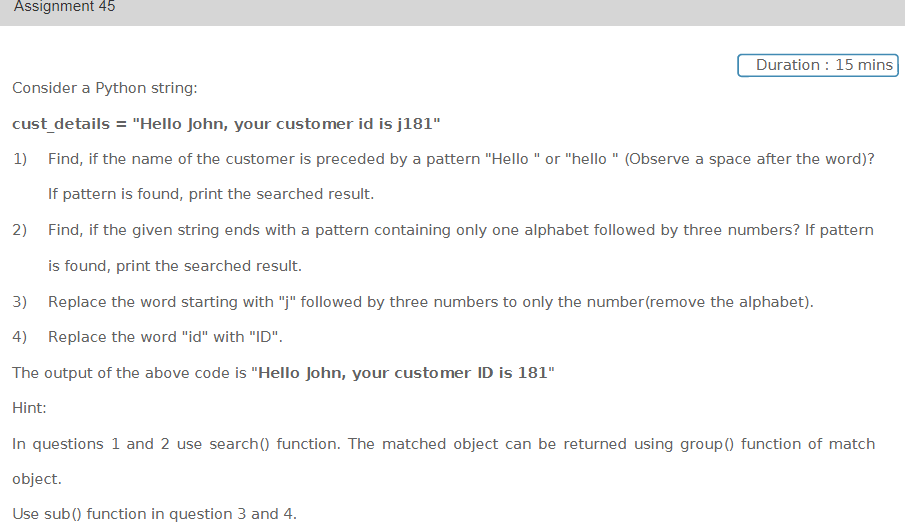 Assignment 45
Duration : 15 mins
Consider a Python string:
cust_details = "Hello John, your customer id is j181"
1) Find, if the name of the customer is preceded by a pattern "Hello " or "hello " (Observe a space after the word)?
If pattern is found, print the searched result.
2) Find, if the given string ends with a pattern containing only one alphabet followed by three numbers? If pattern
is found, print the searched result.
3) Replace the word starting with "j" followed by three numbers to only the number(remove the alphabet).
4) Replace the word "id" with "ID".
The output of the above code is "Hello John, your customer ID is 181"
Hint:
In questions 1 and 2 use search() function. The matched object can be returned using group() function of match
object.
Use sub() function in question 3 and 4.